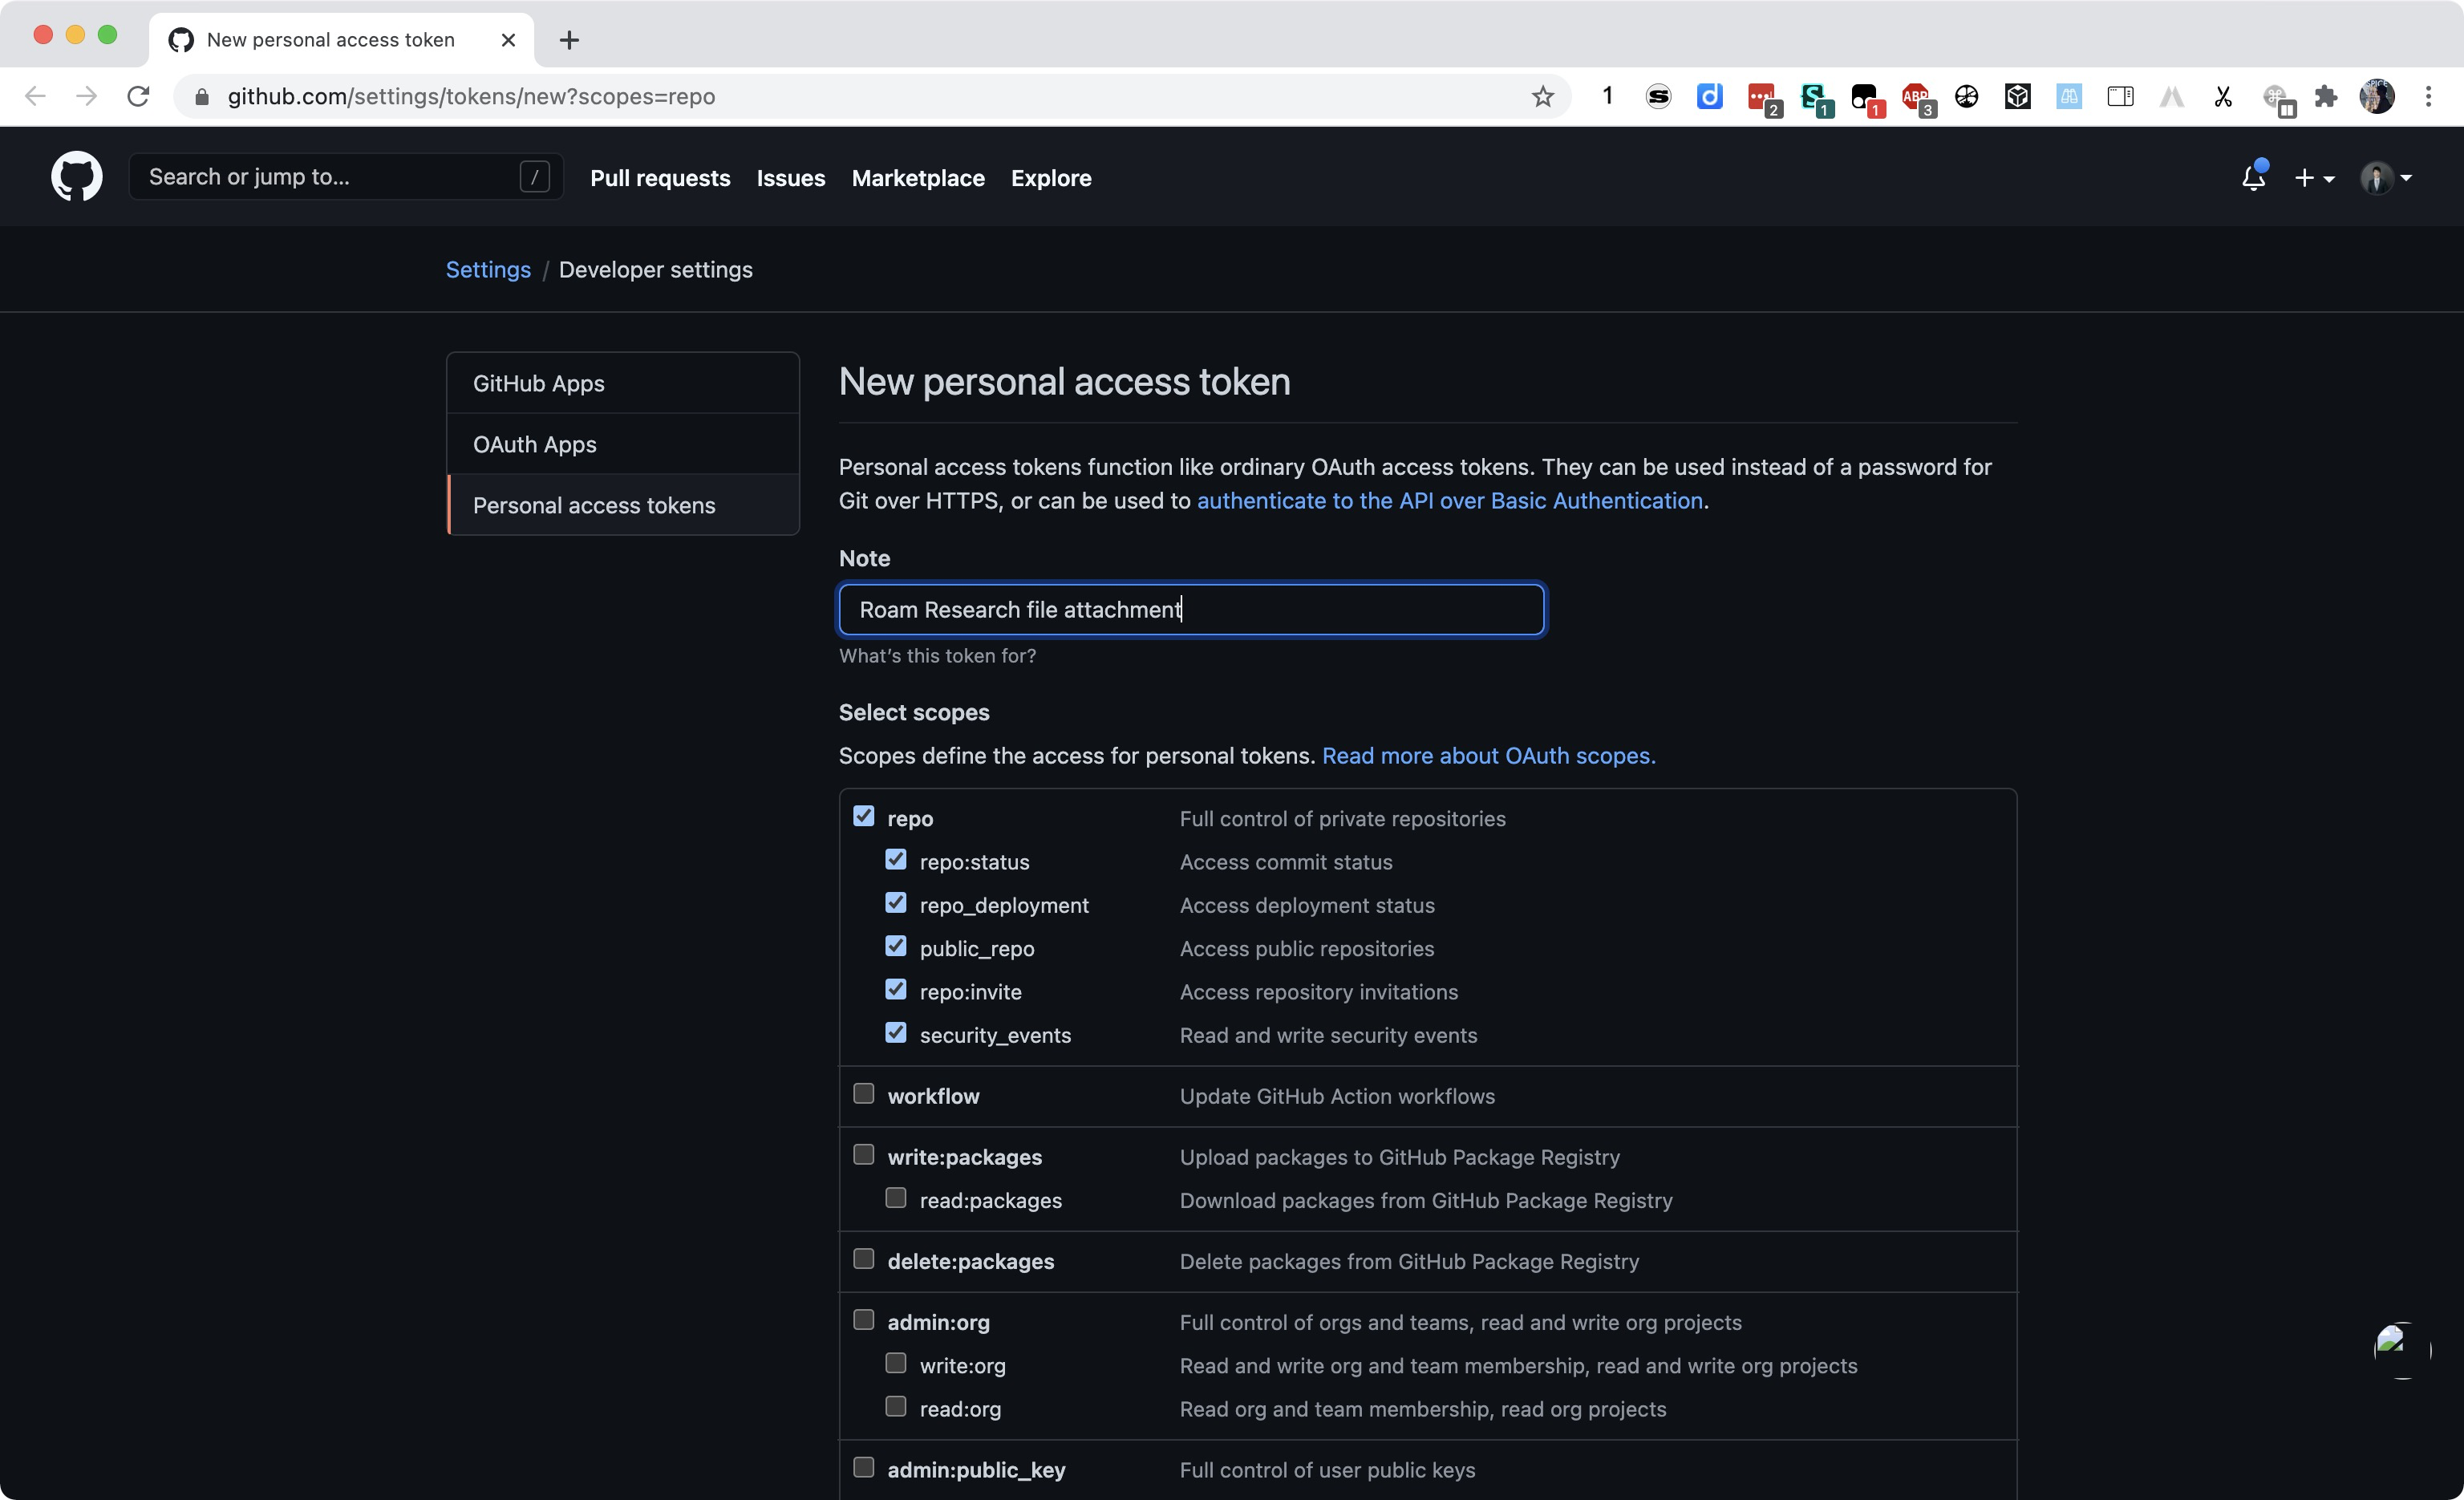 New personal access token
github.com/settings/tokens/new?scopes=repo
1
2
1
1
ABP
3
Search or jump to...
/
Pull requests
Issues
Marketplace
Explore
Settings / Developer settings
GitHub Apps
OAuth Apps
Personal access tokens
New personal access token
Personal access tokens function like ordinary OAuth access tokens. They can be used instead of a password for
Git over HTTPS, or can be used to authenticate to the API over Basic Authentication.
Note
Roam Research file attachment
What's this token for?
Select scopes
Scopes define the access for personal tokens. Read more about OAuth scopes.
repo Full control of private repositories
repo:status Access commit status
repo_deployment Access deployment status
public_repo Access public repositories
repo:invite Access repository invitations
security_events Read and write security events
workflow Update GitHub Action workflows
write:packages Upload packages to GitHub Package Registry
read:packages Download packages from GitHub Package Registry
delete:packages Delete packages from GitHub Package Registry
admin:org Full control of orgs and teams, read and write org projects
write:org Read and write org and team membership, read and write org projects
read:org Read org and team membership, read org projects
admin:public_key Full control of user public keys